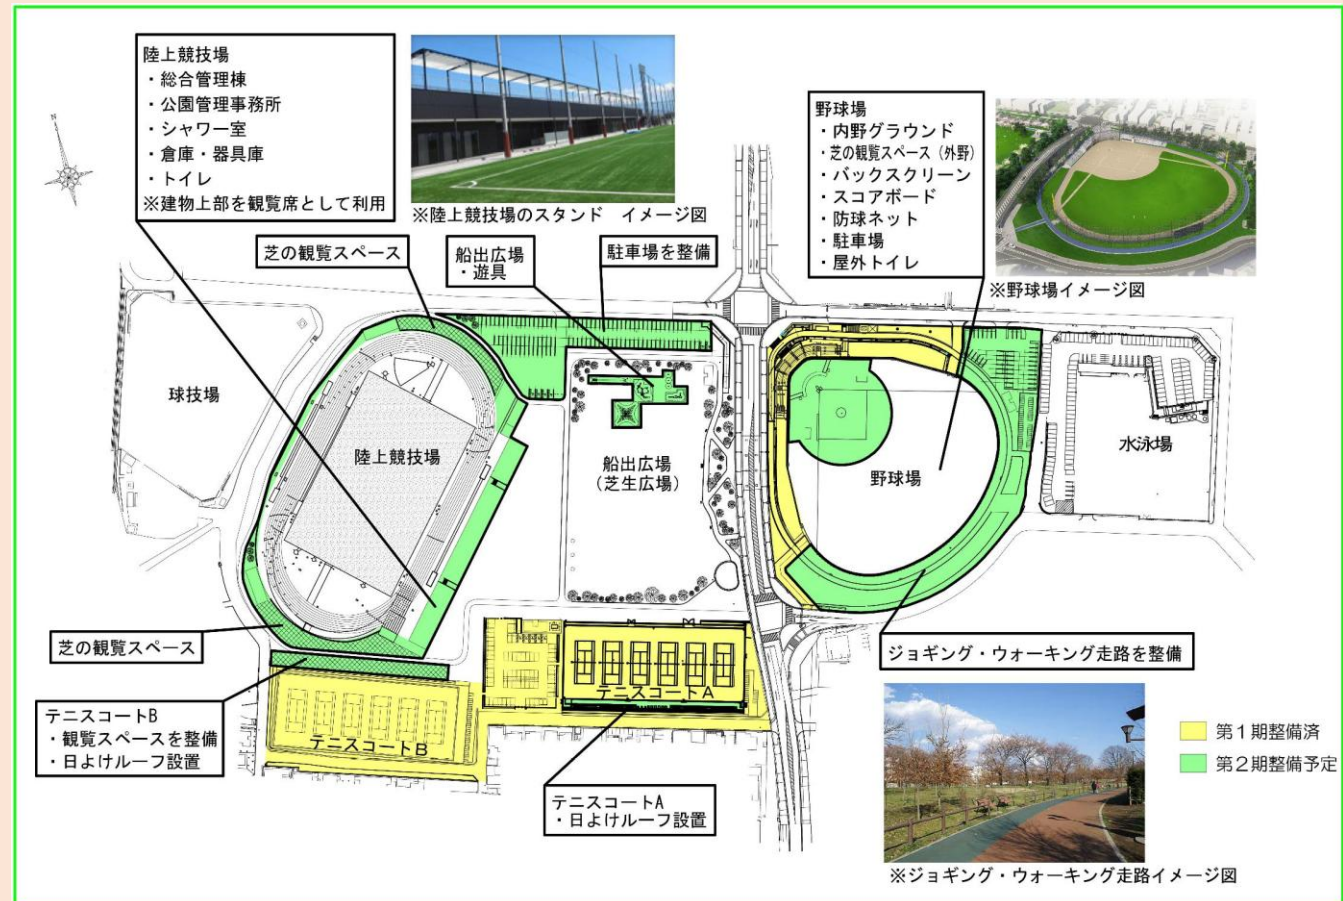 陸上競技場
・総合管理棟
・公園管理事務所
・シャワー室
・倉庫・器具庫
・トイレ
※建物上部を観覧席として利用
※陸上競技場のスタンド イメージ図
野球場
・内野グラウンド
・芝の観覧スペース（外野）
・バックスクリーン
・スコアボード
・防球ネット
・駐車場
・屋外トイレ
※野球場イメージ図
N
芝の観覧スペース
船出広場
・遊具
駐車場を整備
球技場
陸上競技場
船出広場
（芝生広場）
野球場
水泳場
芝の観覧スペース
テニスコートB
・観覧スペースを整備
・日よけルーフ設置
テニスコートB
テニスコートA
テニスコートA
・日よけルーフ設置
ジョギング・ウォーキング走路を整備
※ジョギング・ウォーキング走路イメージ図
第1期整備済
第2期整備予定